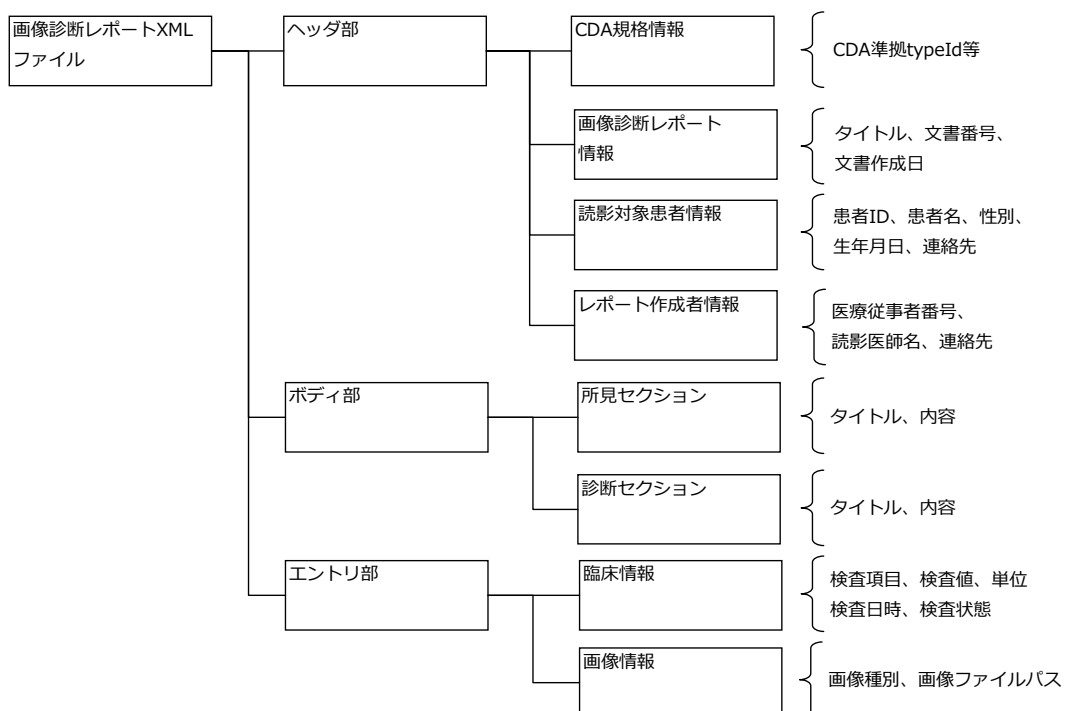 画像診断レポートXML
ファイル
ヘッダ部
CDA規格情報
CDA準拠typeId等
画像診断レポート
情報
タイトル、文書番号、
文書作成日
読影対象患者情報
患者ID、患者名、性別、
生年月日、連絡先
レポート作成者情報
医療従事者番号、
読影医師名、連絡先
ボディ部
所見セクション
タイトル、内容
診断セクション
タイトル、内容
エントリ部
臨床情報
検査項目、検査値、単位
検査日時、検査状態
画像情報
画像種別、画像ファイルパス